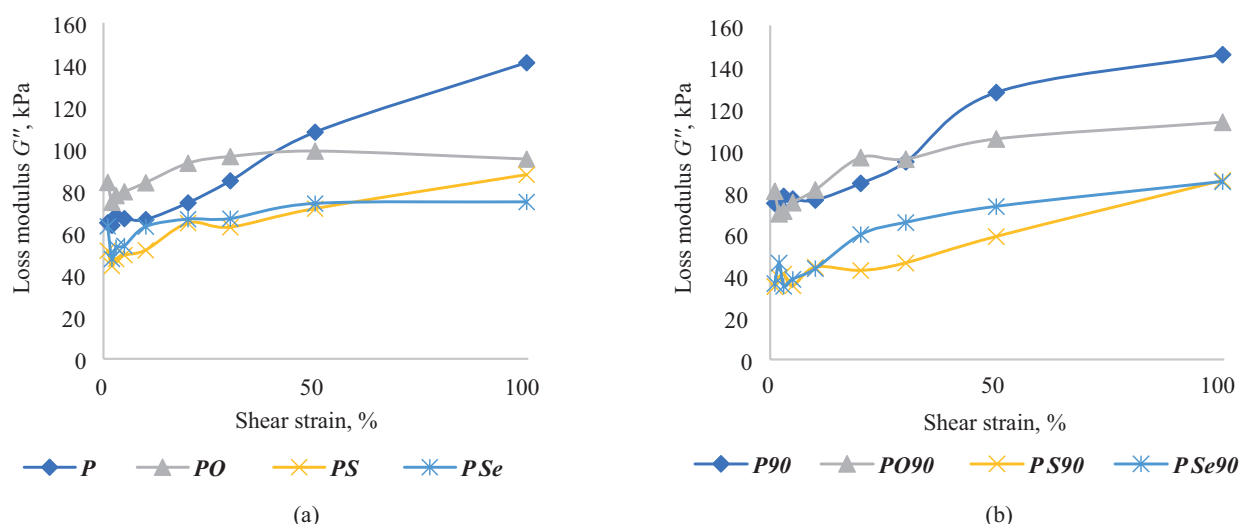 Loss modulus G″, kPa
160
140
120
100
80
60
40
20
0
0
50
100
Shear strain, %
P
PO
PS
P Se
(a)
Loss modulus G″, kPa
160
140
120
100
80
60
40
20
0
0
50
100
Shear strain, %
P90
PO90
P S90
P Se90
(b)